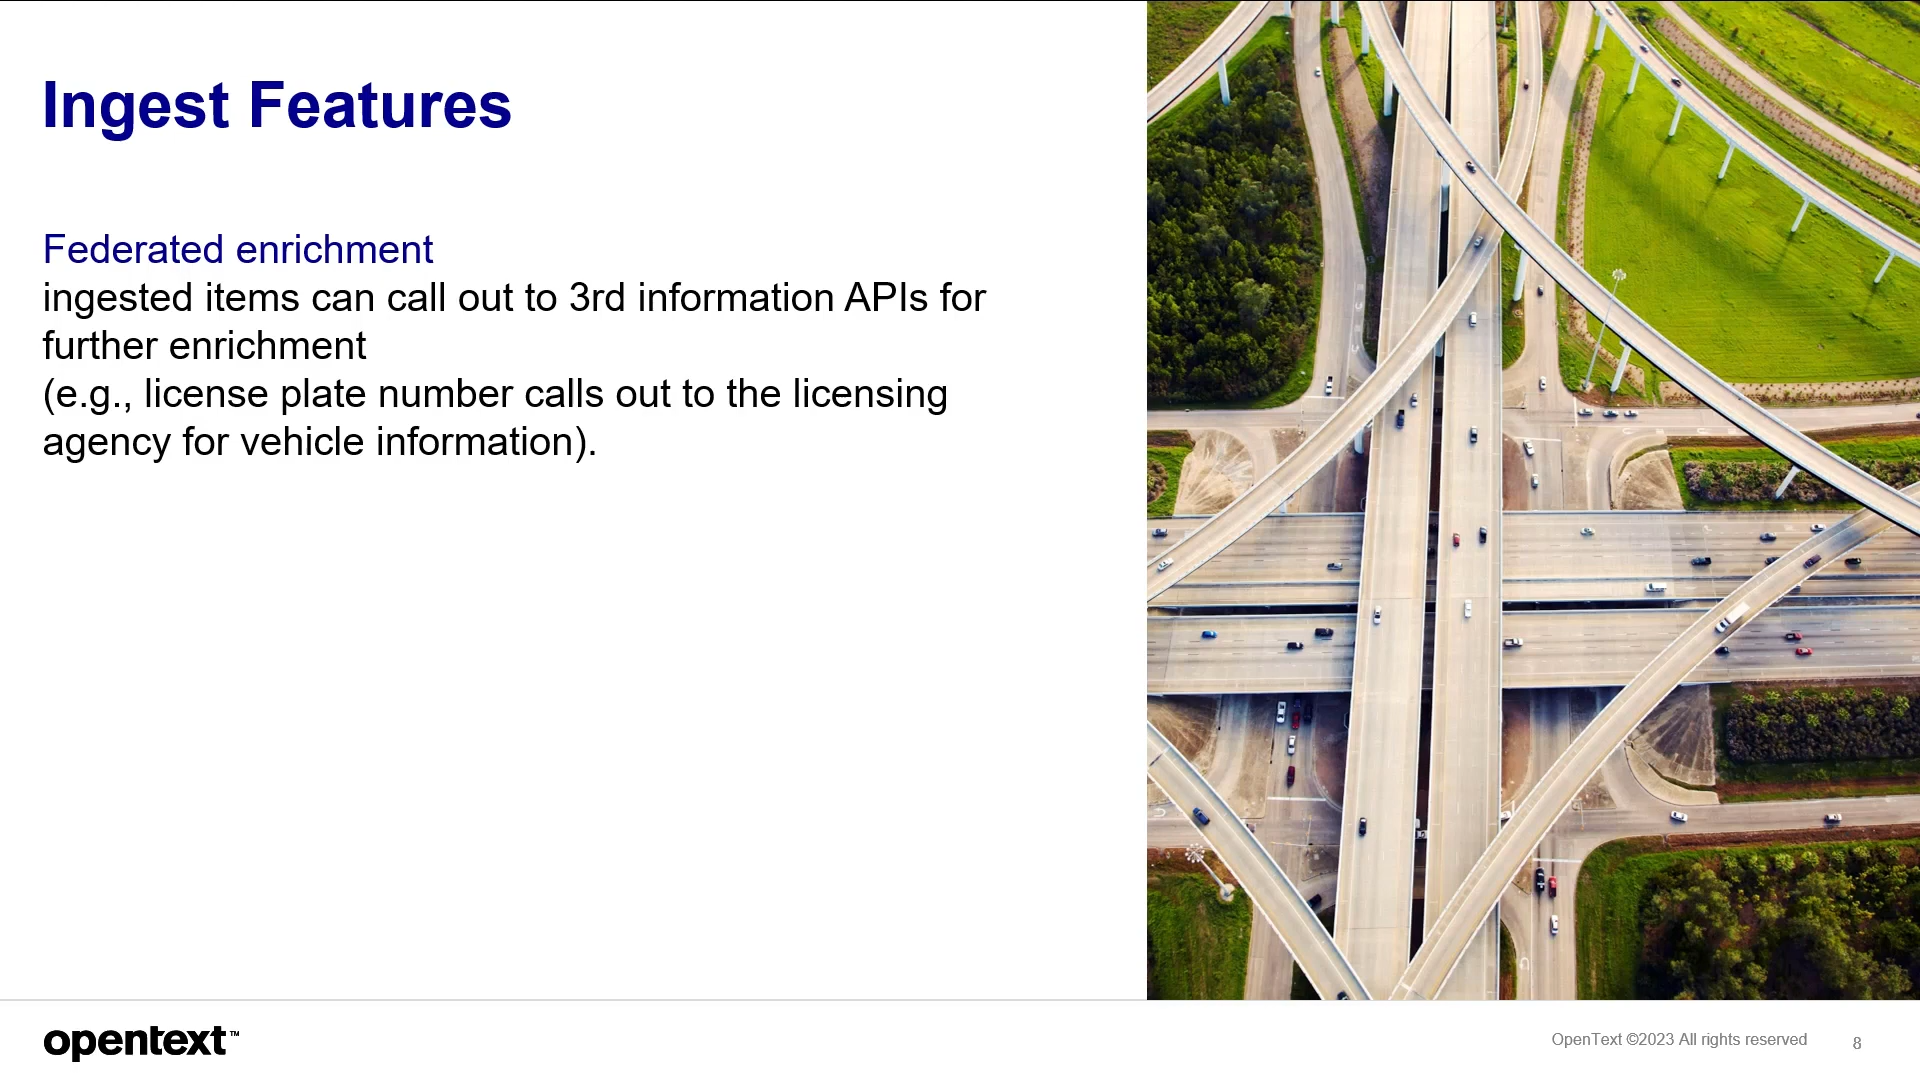 Ingest Features
Federated enrichment
ingested items can call out to 3rd information APIs for
further enrichment
(e.g., license plate number calls out to the licensing
agency for vehicle information).
opentext™
OpenText ©2023 All rights reserved
8